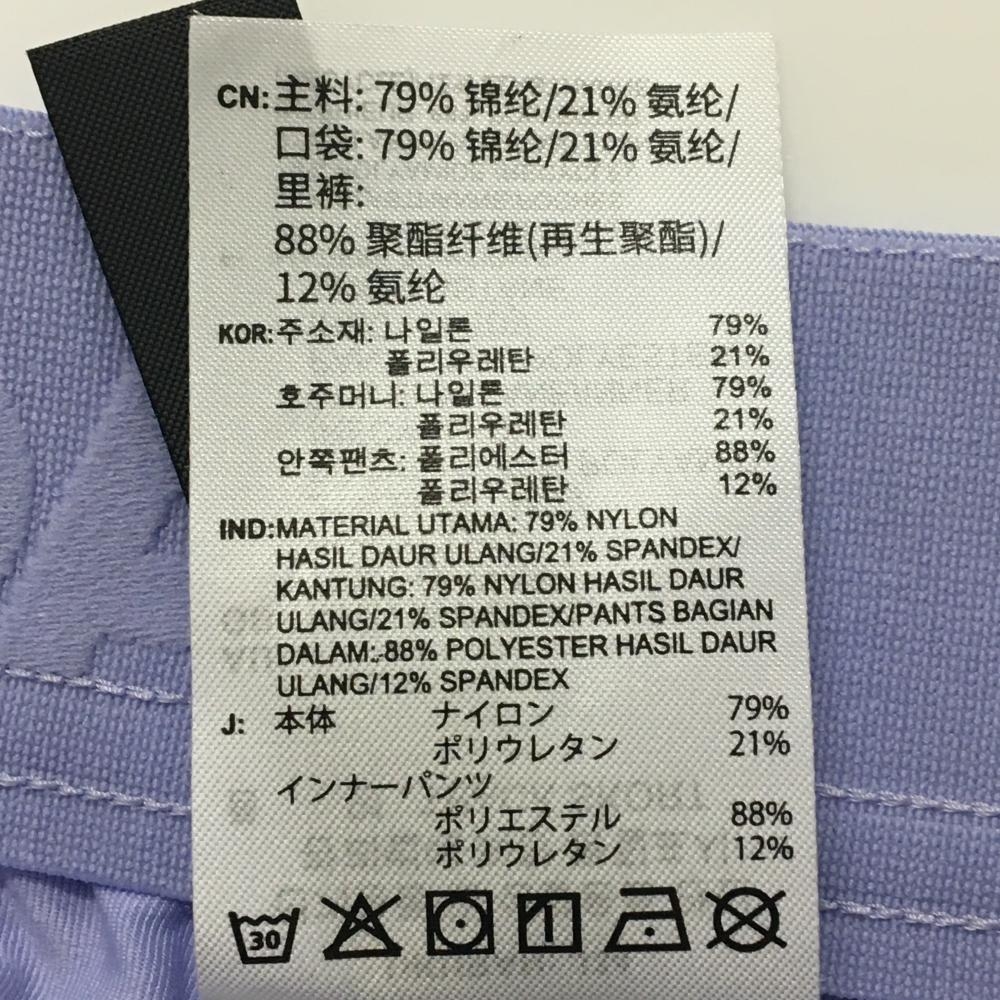 CN:主料: 79% 锦纶/21% 氨纶/
口袋: 79% 锦纶/21% 氨纶/
里裤:
88% 聚酯纤维(再生聚酯)/
12% 氨纶
KOR:주소재: 나일론 79%
폴리우레탄 21%
호주머니: 나일론 79%
폴리우레탄 21%
안쪽팬츠: 폴리에스터 88%
폴리우레탄 12%
IND:MATERIAL UTAMA: 79% NYLON
HASIL DAUR ULANG/21% SPANDEX/
KANTUNG: 79% NYLON HASIL DAUR
ULANG/21% SPANDEX/PANTS BAGIAN
DALAM: 88% POLYESTER HASIL DAUR
ULANG/12% SPANDEX
J: 本体 ナイロン 79%
ポリウレタン 21%
インナーパンツ
ポリエステル 88%
ポリウレタン 12%
30